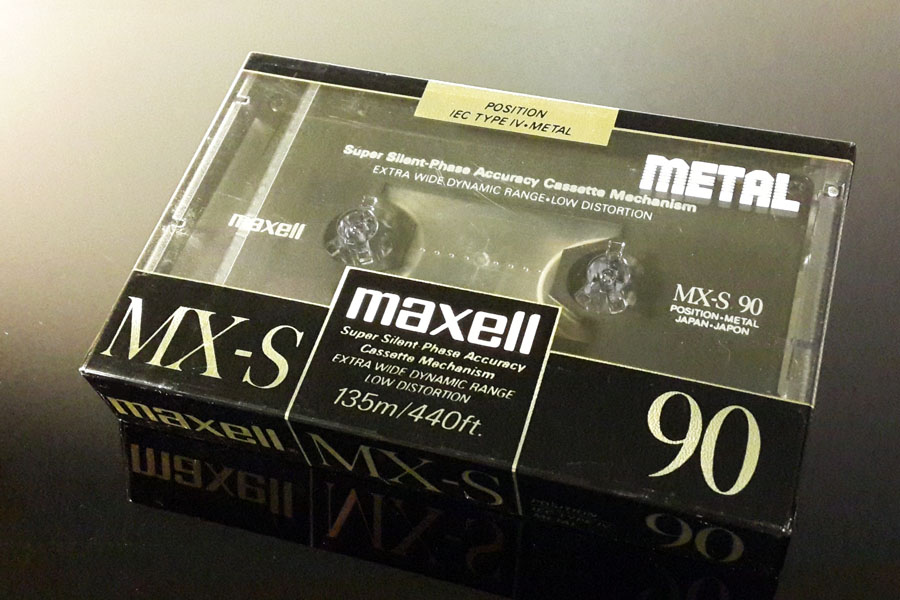 POSITION
IEC TYPE IV•METAL
METAL
Super Silent-Phase Accuracy Cassette Mechanism
EXTRA WIDE DYNAMIC RANGE•LOW DISTORTION
maxell
MX-S 90
POSITION•METAL
JAPAN•JAPON
MX-S
maxell
Super Silent Phase Accuracy
Cassette Mechanism
EXTRA WIDE DYNAMIC RANGE
LOW DISTORTION
135m/440ft.
90
maxell
MX-S
90